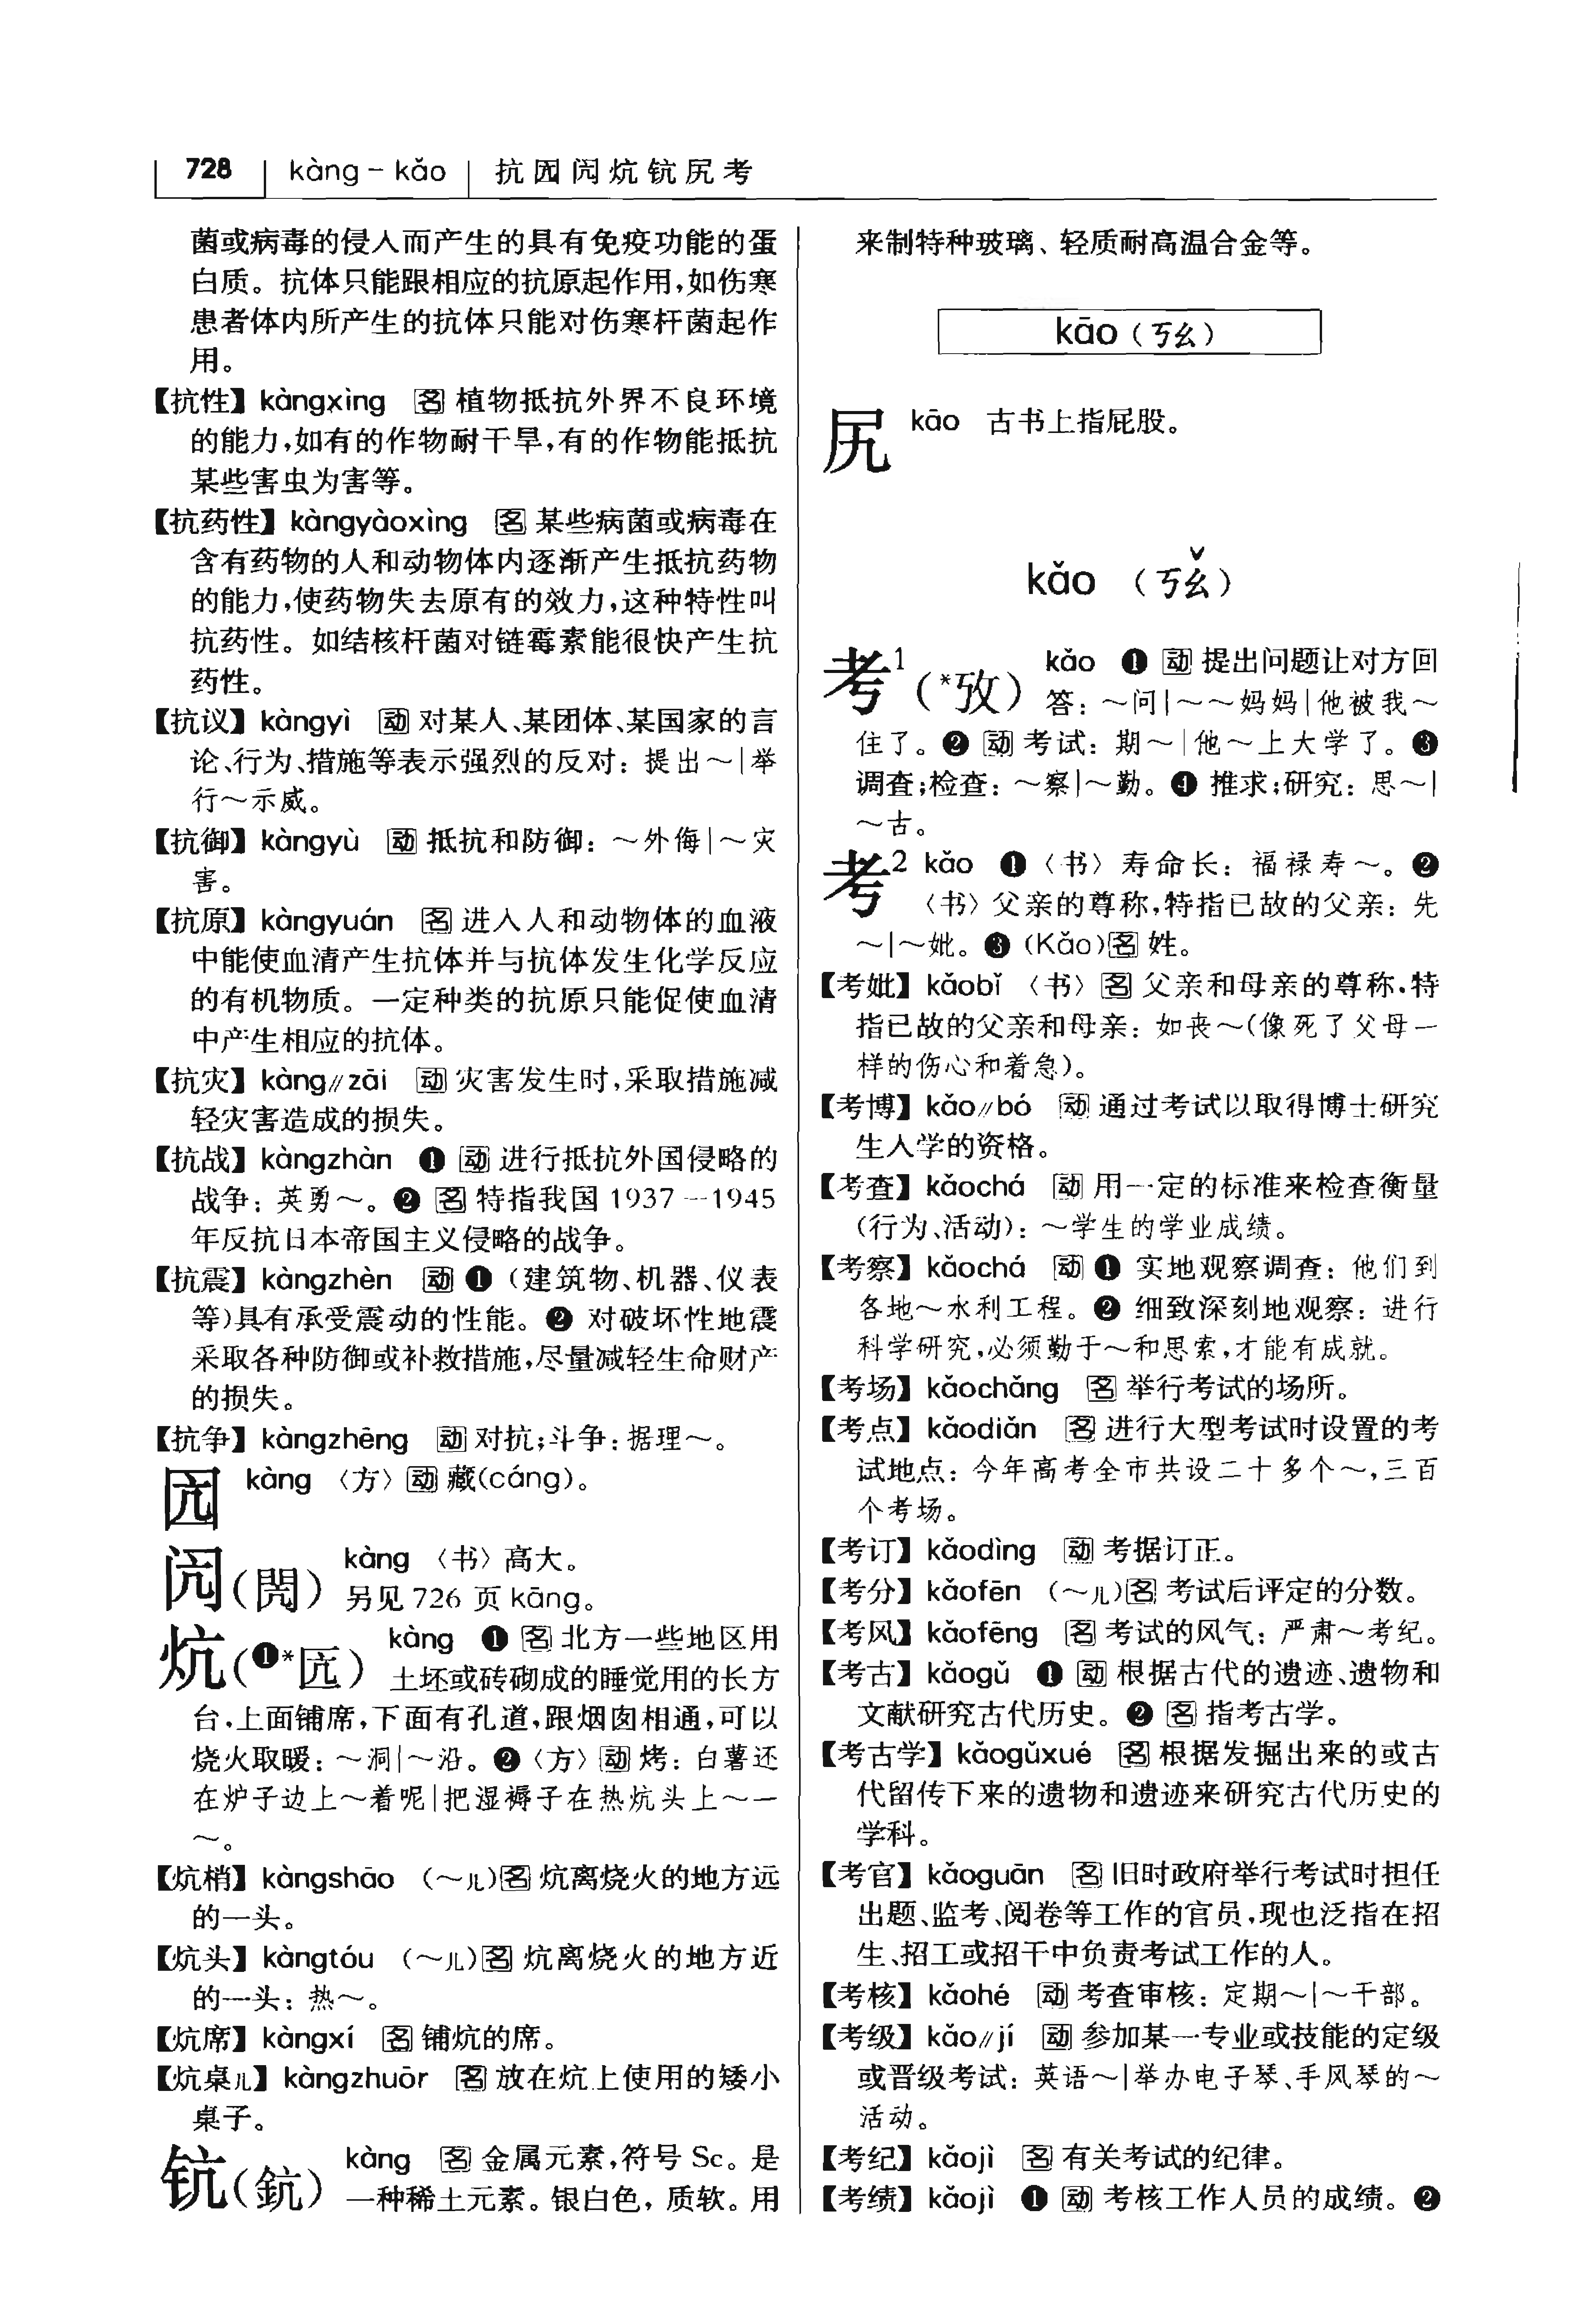 728 kàng－kǎo 抗囥闶炕钪尻考
菌或病毒的侵入而产生的具有免疫功能的蛋
白质。抗体只能跟相应的抗原起作用,如伤寒
患者体内所产生的抗体只能对伤寒杆菌起作
用。
【抗性】kàngxìng 名 植物抵抗外界不良环境
的能力,如有的作物耐干旱,有的作物能抵抗
某些害虫为害等。
【抗药性】kàngyàoxìng 名 某些病菌或病毒在
含有药物的人和动物体内逐渐产生抵抗药物
的能力,使药物失去原有的效力,这种特性叫
抗药性。如结核杆菌对链霉素能很快产生抗
药性。
【抗议】kàngyì 动 对某人、某团体、某国家的言
论、行为、措施等表示强烈的反对：提出～|举
行～示威。
【抗御】kàngyù 动 抵抗和防御：～外侮|～灾
害。
【抗原】kàngyuán 名 进入人和动物体的血液
中能使血清产生抗体并与抗体发生化学反应
的有机物质。一定种类的抗原只能促使血清
中产生相应的抗体。
【抗灾】kàng∥zāi 动 灾害发生时,采取措施减
轻灾害造成的损失。
【抗战】kàngzhàn ❶ 动 进行抵抗外国侵略的
战争：英勇～。❷ 名 特指我国1937—1945
年反抗日本帝国主义侵略的战争。
【抗震】kàngzhèn 动 ❶（建筑物、机器、仪表
等）具有承受震动的性能。❷ 对破坏性地震
采取各种防御或补救措施,尽量减轻生命财产
的损失。
【抗争】kàngzhēng 动 对抗;斗争：据理～。
囥 kàng〈方〉动 藏(cáng)。
闶(閌) kàng〈书〉高大。
另见726页kāng。
炕(❶*匟) kàng ❶ 名 北方一些地区用
土坯或砖砌成的睡觉用的长方
台,上面铺席,下面有孔道,跟烟囱相通,可以
烧火取暖：～洞|～沿。❷〈方〉动 烤：白薯还
在炉子边上～着呢|把湿褥子在热炕头上～一
～。
【炕梢】kàngshāo （～儿）名 炕离烧火的地方远
的一头。
【炕头】kàngtóu （～儿）名 炕离烧火的地方近
的一头：热～。
【炕席】kàngxí 名 铺炕的席。
【炕桌儿】kàngzhuōr 名 放在炕上使用的矮小
桌子。
钪(鈧) kàng 名 金属元素,符号Sc。是
一种稀土元素。银白色,质软。用
来制特种玻璃、轻质耐高温合金等。
kāo（ㄎㄠ）
尻 kāo 古书上指屁股。
kǎo （ㄎㄠˇ）
考¹(*攷) kǎo ❶ 动 提出问题让对方回
答：～问|～～妈妈|他被我～
住了。❷ 动 考试：期～|他～上大学了。❸
调查;检查：～察|～勤。❹ 推求;研究：思～|
～古。
考² kǎo ❶〈书〉寿命长：福禄寿～。❷
〈书〉父亲的尊称,特指已故的父亲：先
～|～妣。❸ (Kǎo)名 姓。
【考妣】kǎobǐ〈书〉名 父亲和母亲的尊称,特
指已故的父亲和母亲：如丧～(像死了父母一
样的伤心和着急)。
【考博】kǎo∥bó 动 通过考试以取得博士研究
生入学的资格。
【考查】kǎochá 动 用一定的标准来检查衡量
（行为、活动）：～学生的学业成绩。
【考察】kǎochá 动 ❶ 实地观察调查：他们到
各地～水利工程。❷ 细致深刻地观察：进行
科学研究,必须勤于～和思索,才能有成就。
【考场】kǎochǎng 名 举行考试的场所。
【考点】kǎodiǎn 名 进行大型考试时设置的考
试地点：今年高考全市共设二十多个～,三百
个考场。
【考订】kǎodìng 动 考据订正。
【考分】kǎofēn （～儿）名 考试后评定的分数。
【考风】kǎofēng 名 考试的风气：严肃～考纪。
【考古】kǎogǔ ❶ 动 根据古代的遗迹、遗物和
文献研究古代历史。❷ 名 指考古学。
【考古学】kǎogǔxué 名 根据发掘出来的或古
代留传下来的遗物和遗迹来研究古代历史的
学科。
【考官】kǎoguān 名 旧时政府举行考试时担任
出题、监考、阅卷等工作的官员,现也泛指在招
生、招工或招干中负责考试工作的人。
【考核】kǎohé 动 考查审核：定期～|～干部。
【考级】kǎo∥jí 动 参加某一专业或技能的定级
或晋级考试：英语～|举办电子琴、手风琴的～
活动。
【考纪】kǎojì 名 有关考试的纪律。
【考绩】kǎojì ❶ 动 考核工作人员的成绩。❷